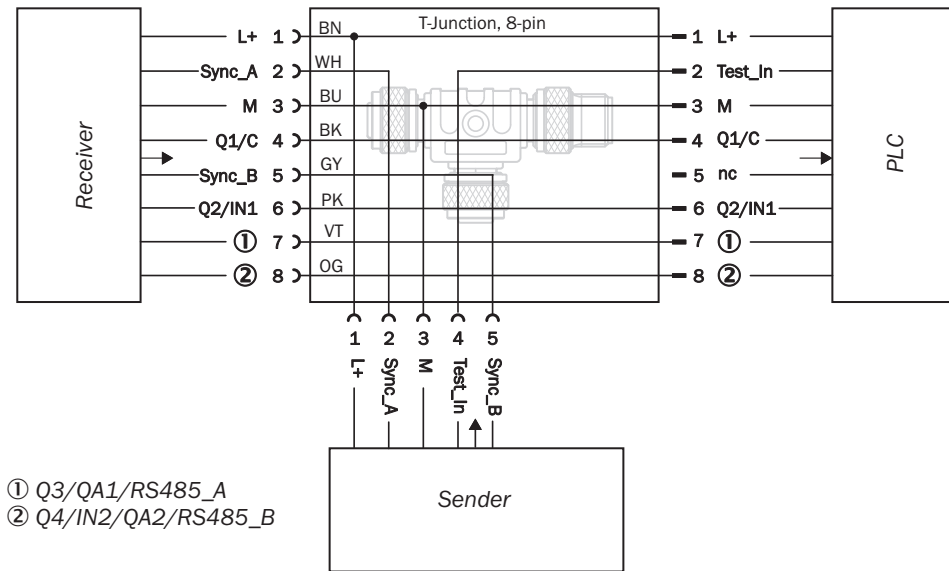 T-Junction, 8-pin
L+ 1 BN 1 L+
Sync_A 2 WH 2 Test_In
M 3 BU 3 M
Q1/C 4 BK 4 Q1/C
Sync_B 5 GY 5 nc
Q2/IN1 6 PK 6 Q2/IN1
① 7 VT 7 ①
② 8 OG 8 ②
Receiver
PLC
1 2 3 4 5
L+ Sync_A M Test_In Sync_B
Sender
① Q3/QA1/RS485_A
② Q4/IN2/QA2/RS485_B